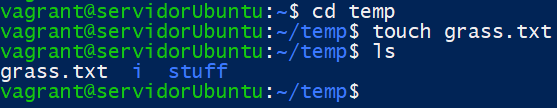 vagrant@servidorUbuntu:~$ cd temp
vagrant@servidorUbuntu:~/temp$ touch grass.txt
vagrant@servidorUbuntu:~/temp$ ls
grass.txt  i  stuff
vagrant@servidorUbuntu:~/temp$